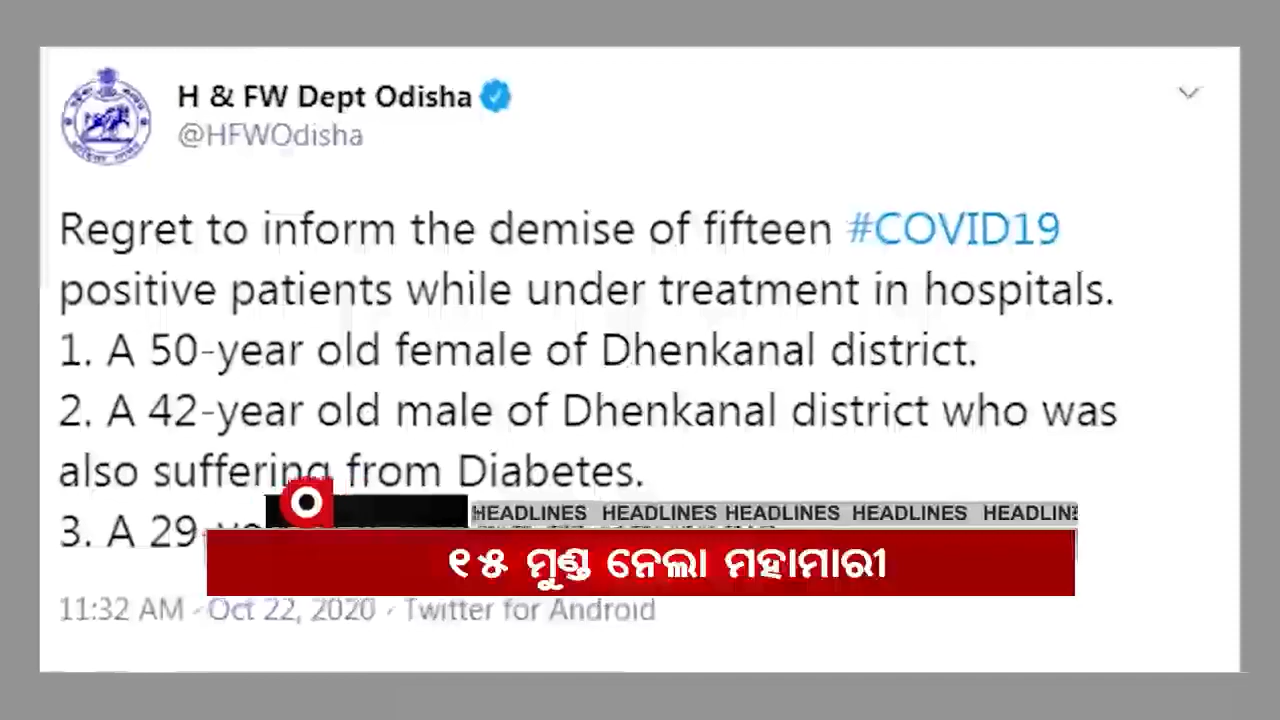 H & FW Dept Odisha
@HFWOdisha
Regret to inform the demise of fifteen #COVID19
positive patients while under treatment in hospitals.
1. A 50-year old female of Dhenkanal district.
2. A 42-year old male of Dhenkanal district who was
also suffering from Diabetes.
3. A 29-
HEADLINES HEADLINES HEADLINES HEADLINES HEADLINE
୧୫ ମୁଣ୍ଡ ନେଲା ମହାମାରୀ
11:32 AM · Oct 22, 2020 · Twitter for Android